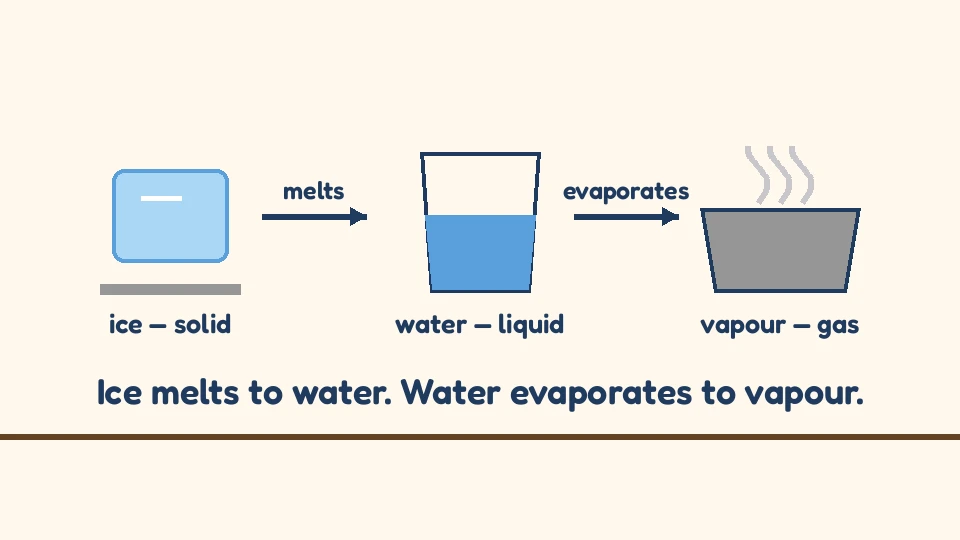 melts
evaporates
ice — solid
water — liquid
vapour — gas
Ice melts to water. Water evaporates to vapour.